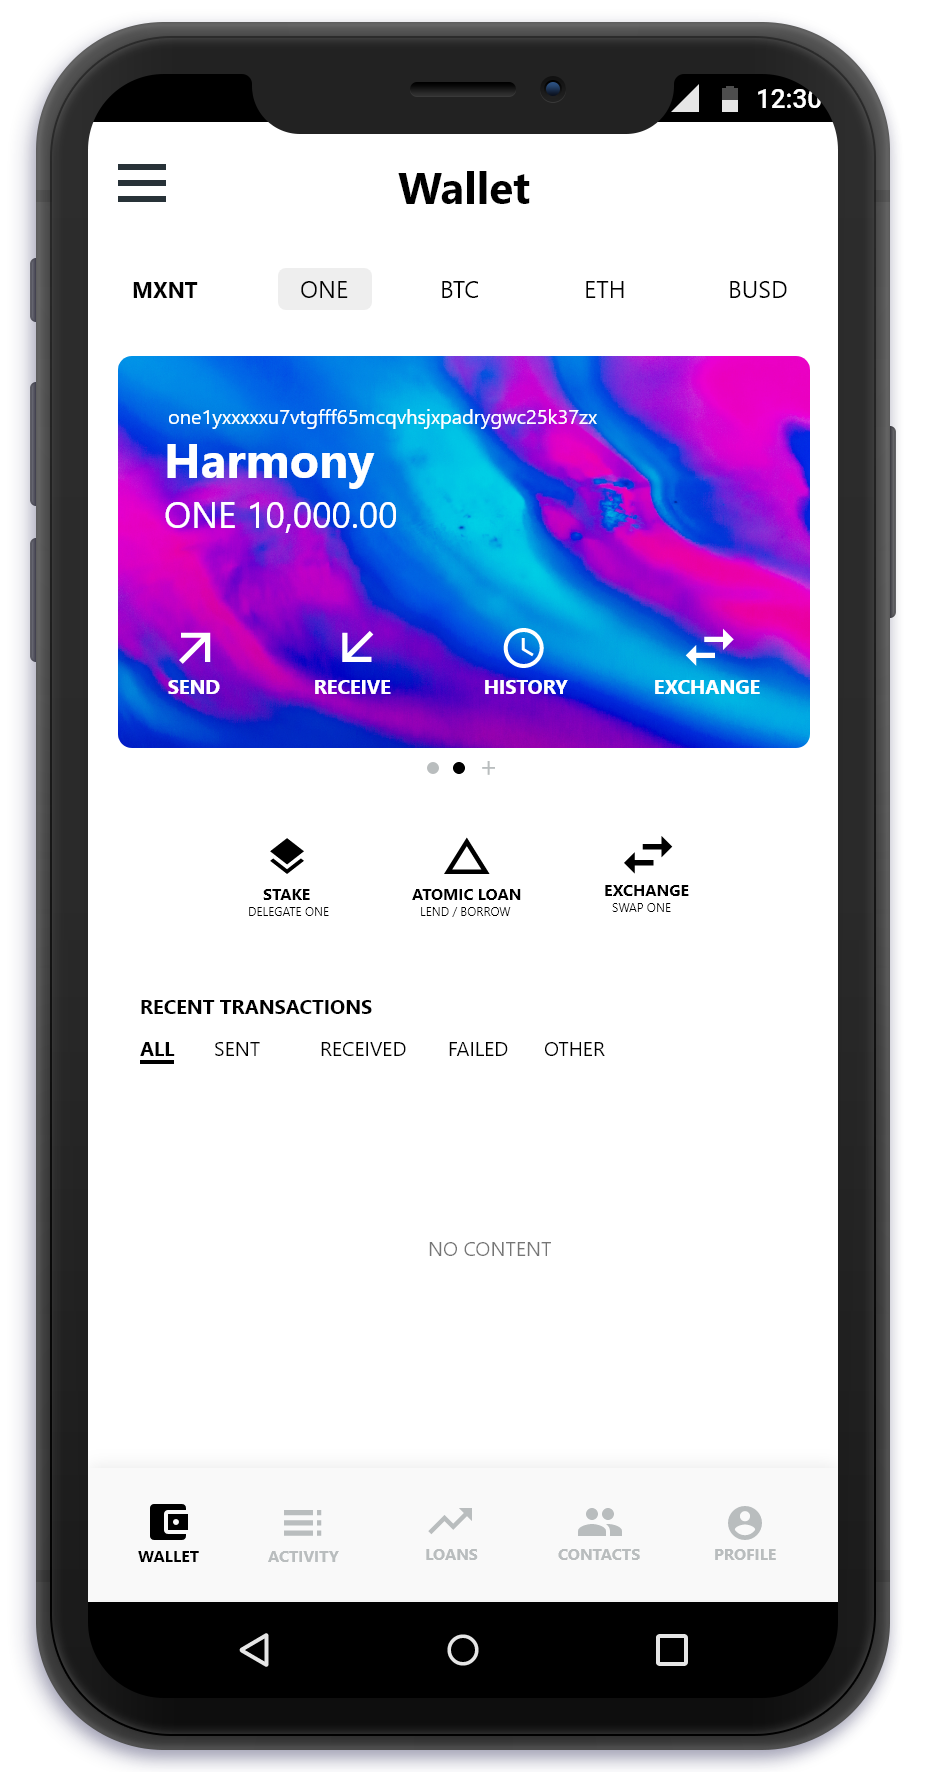 12:30
Wallet
MXNT ONE BTC ETH BUSD
one1yxxxxxu7vtgfff65mcqvhsjxpadrygwc25k37zx
Harmony
ONE 10,000.00
SEND RECEIVE HISTORY EXCHANGE
+
STAKE ATOMIC LOAN EXCHANGE
DELEGATE ONE LEND / BORROW SWAP ONE
RECENT TRANSACTIONS
ALL SENT RECEIVED FAILED OTHER
NO CONTENT
WALLET ACTIVITY LOANS CONTACTS PROFILE